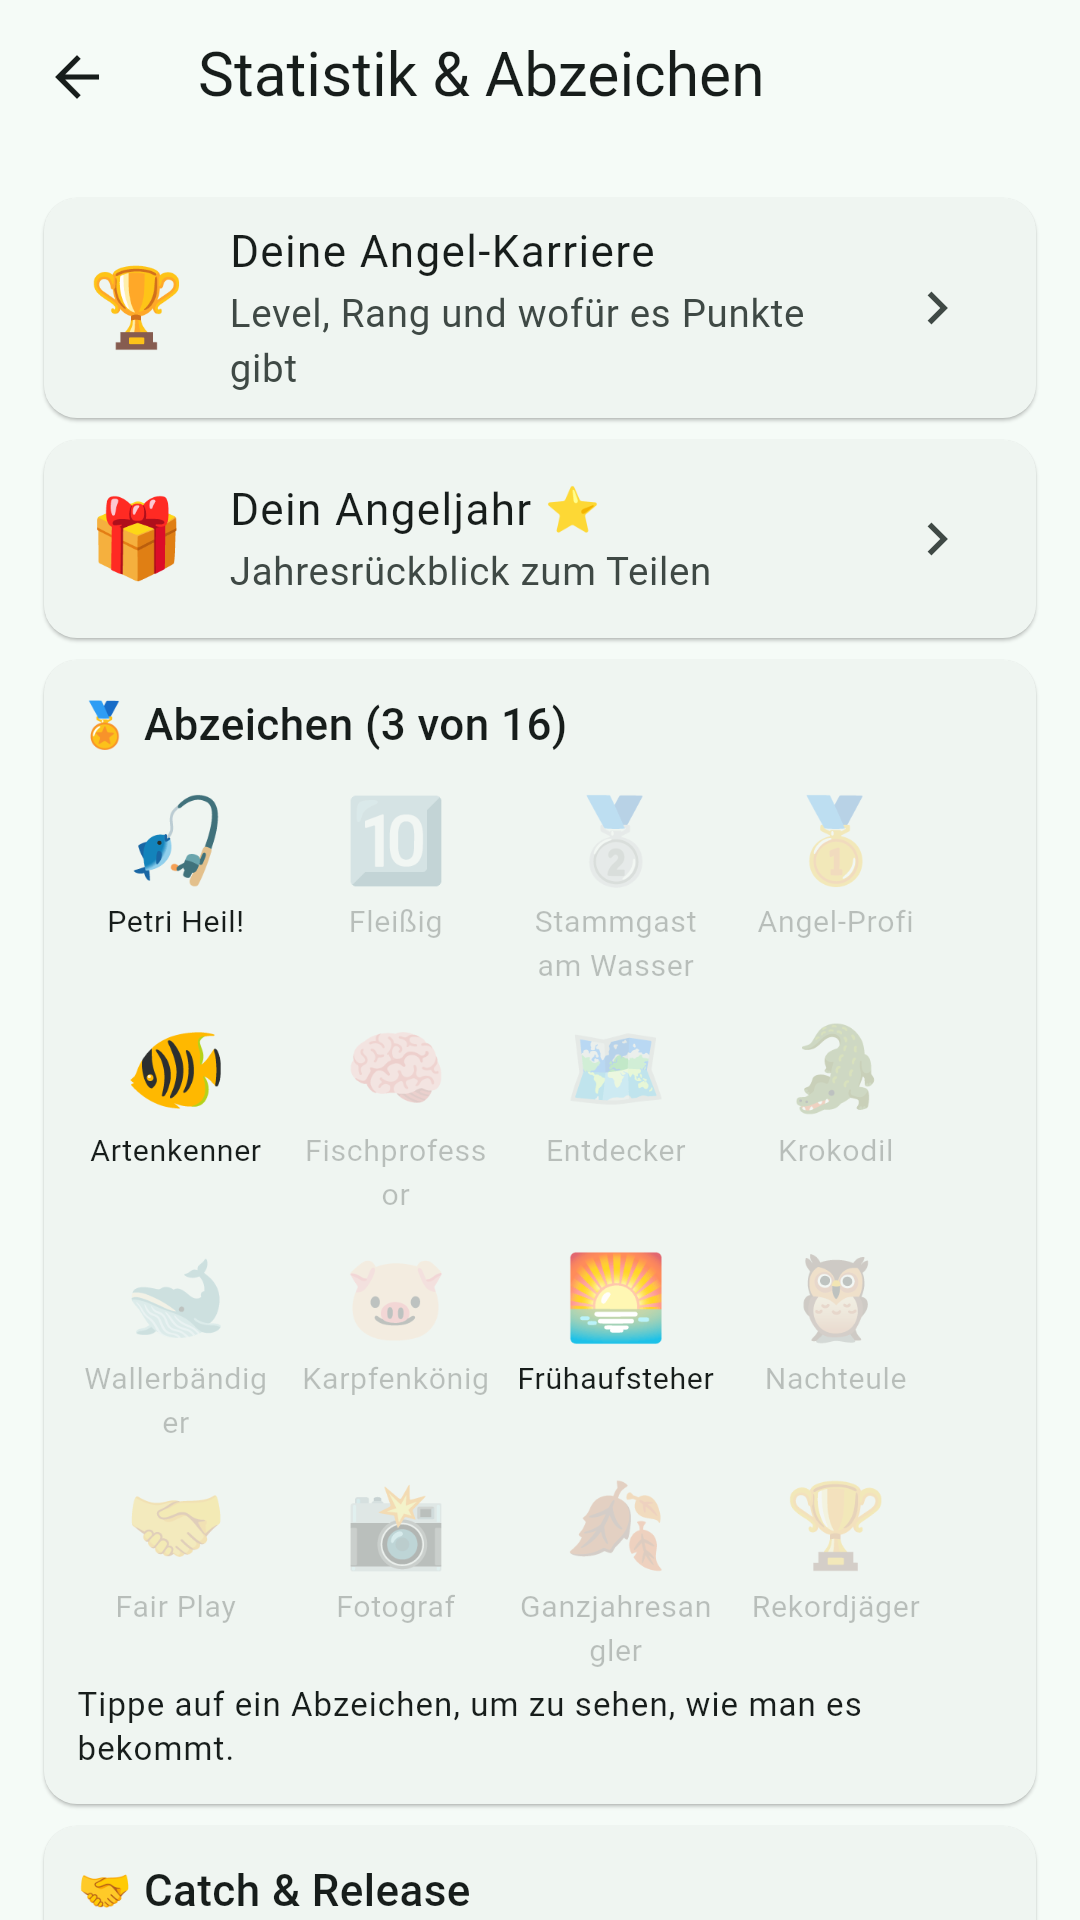 Statistik & Abzeichen
Deine Angel-Karriere
Level, Rang und wofür es Punkte
gibt
Dein Angeljahr ⭐
Jahresrückblick zum Teilen
🏅 Abzeichen (3 von 16)
Petri Heil!
Fleißig
Stammgast
am Wasser
Angel-Profi
Artenkenner
Fischprofess
or
Entdecker
Krokodil
Wallerbändig
er
Karpfenkönig
Frühaufsteher
Nachteule
Fair Play
Fotograf
Ganzjahresan
gler
Rekordjäger
Tippe auf ein Abzeichen, um zu sehen, wie man es
bekommt.
🤝 Catch & Release